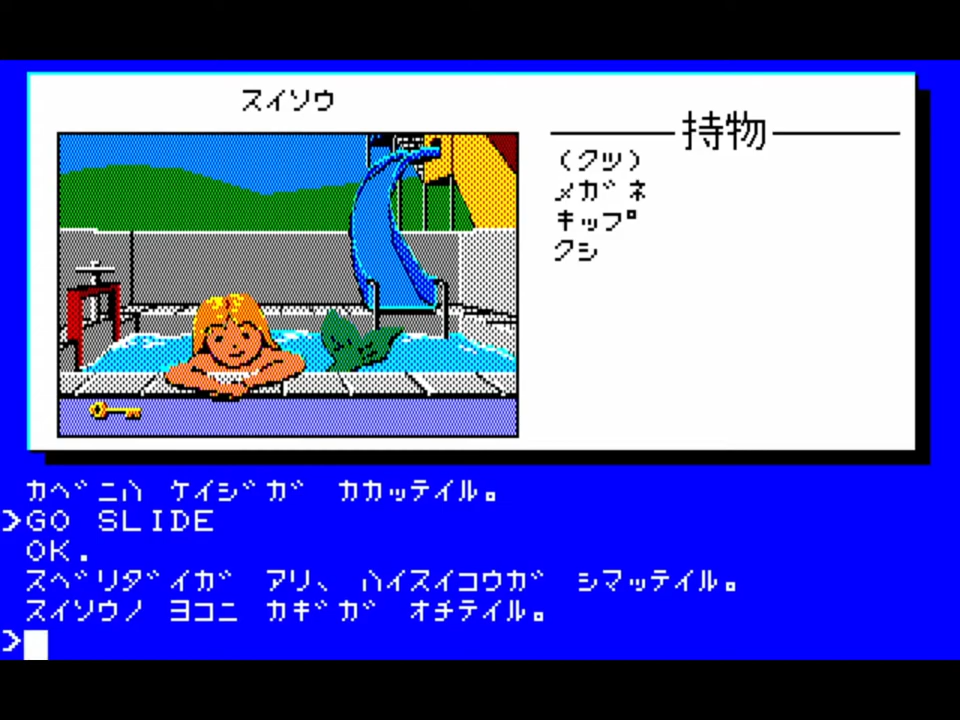 スイソウ
持物
(クツ)
メガネ
キップ
クシ
カベニハ ケイジガ カカッテイル。
>GO SLIDE
OK.
スベリダイガ アリ、ハイスイコウガ シマッテイル。
スイソウノ ヨコニ カギガ オチテイル。
>